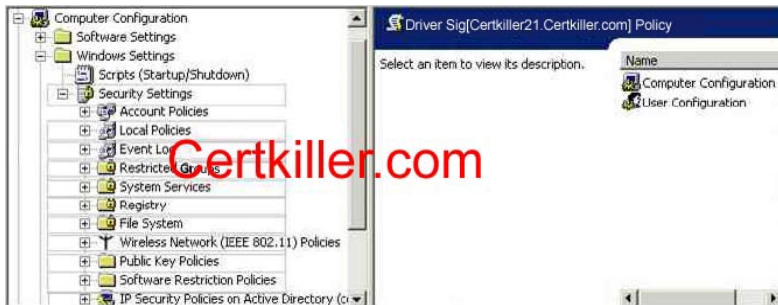 Computer Configuration
Software Settings
Windows Settings
Scripts (Startup/Shutdown)
Security Settings
Account Policies
Local Policies
Event Log
Restricted Groups
System Services
Registry
File System
Wireless Network (IEEE 802.11) Policies
Public Key Policies
Software Restriction Policies
IP Security Policies on Active Directory (c
Driver Sig[Certkiller21.Certkiller.com] Policy
Select an item to view its description.
Name
Computer Configuration
User Configuration
Certkiller.com